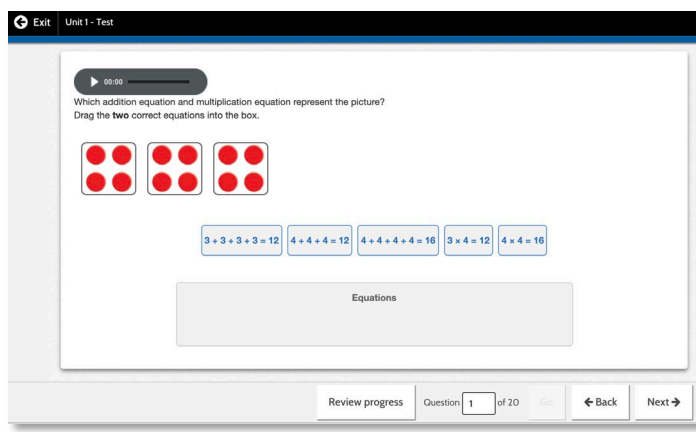 Exit Unit 1 - Test
00:00
Which addition equation and multiplication equation represent the picture?
Drag the two correct equations into the box.
3 + 3 + 3 + 3 = 12 4 + 4 + 4 = 12 4 + 4 + 4 + 4 = 16 3 × 4 = 12 4 × 4 = 16
Equations
Review progress Question 1 of 20 Go Back Next